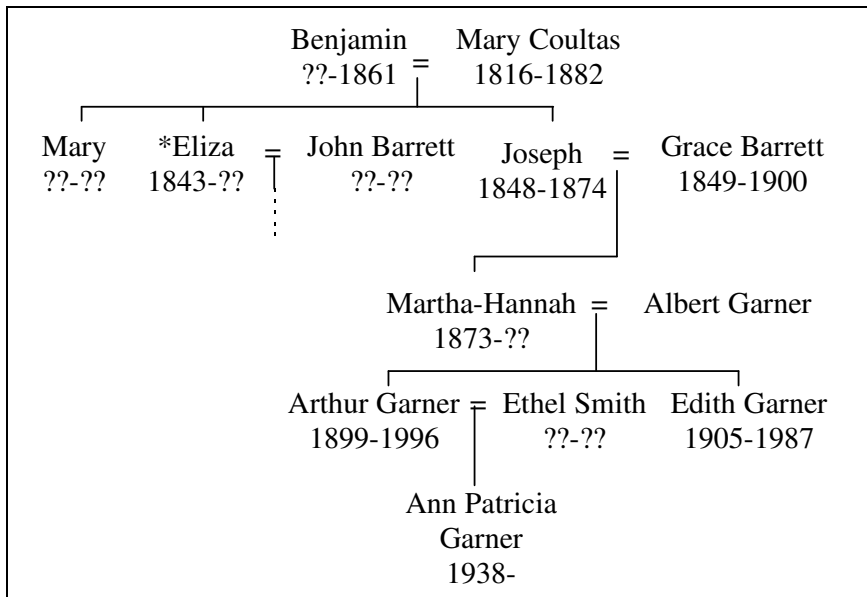 Benjamin = Mary Coultas
??-1861 1816-1882
Mary *Eliza = John Barrett Joseph = Grace Barrett
??-?? 1843-?? ??-?? 1848-1874 1849-1900
Martha-Hannah = Albert Garner
1873-??
Arthur Garner = Ethel Smith Edith Garner
1899-1996 ??-?? 1905-1987
Ann Patricia
Garner
1938-